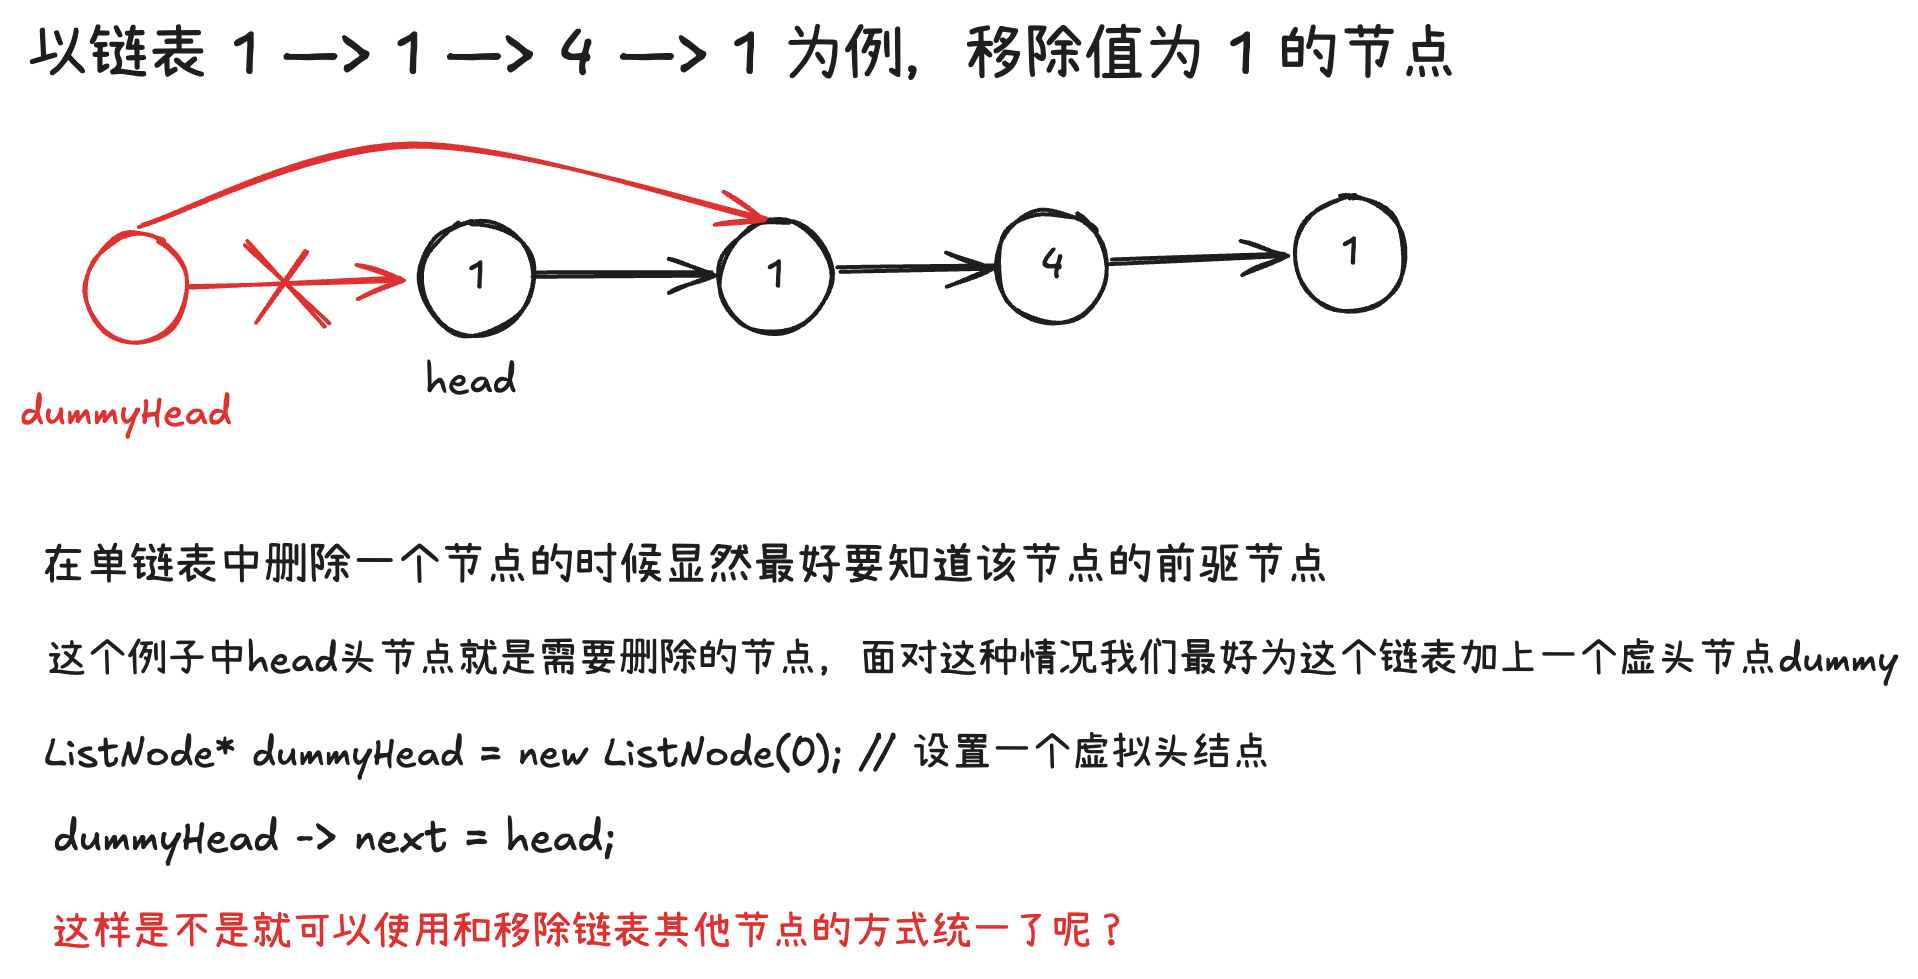 以链表 1 —> 1 —> 4 —> 1 为例，移除值为 1 的节点
1 1 4 1
head
dummyHead
在单链表中删除一个节点的时候显然最好要知道该节点的前驱节点
这个例子中head头节点就是需要删除的节点，面对这种情况我们最好为这个链表加上一个虚头节点dummy
ListNode* dummyHead = new ListNode(0); // 设置一个虚拟头结点
dummyHead -> next = head;
这样是不是就可以使用和移除链表其他节点的方式统一了呢？